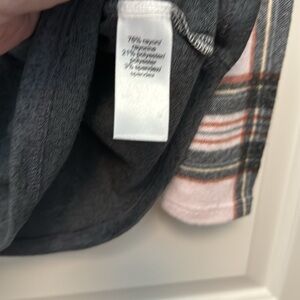 76% rayon/
rayonne
21% polyester/
polyester
3% spandex/
spandex